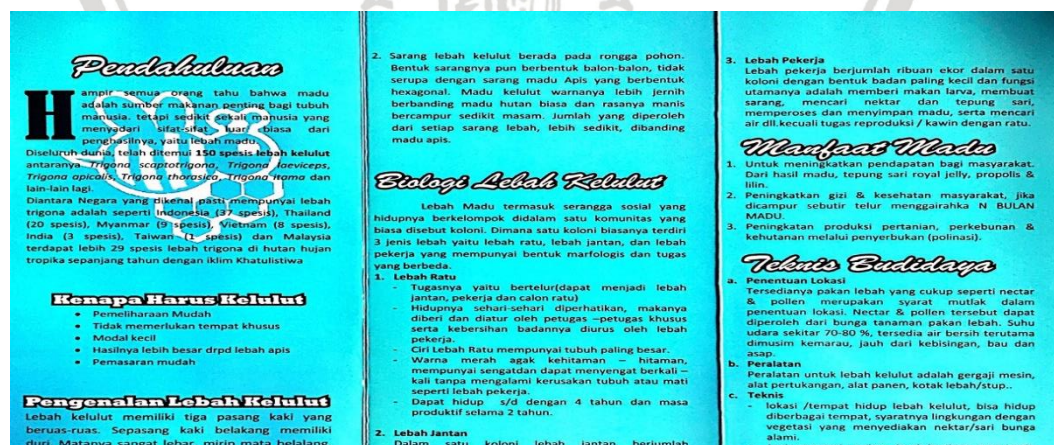 Pendahuluan
Hampir semua orang tahu bahwa madu
adalah sumber makanan penting bagi tubuh
manusia. tetapi sedikit sekali manusia yang
menyadari sifat-sifat luar biasa dari
penghasilnya, yaitu lebah madu.
Diseluruh dunia, telah ditemui 150 spesis lebah kelulut
antaranya Trigona scaptotrigona, Trigona laeviceps,
Trigona apicalis, Trigona thorasica, Trigona itama dan
lain-lain lagi.
Diantara Negara yang dikenal pasti mempunyai lebah
trigona adalah seperti Indonesia (37 spesis), Thailand
(20 spesis), Myanmar (9 spesis), Vietnam (8 spesis),
India (3 spesis), Taiwan (1 spesis) dan Malaysia
terdapat lebih 29 spesis lebah trigona di hutan hujan
tropika sepanjang tahun dengan iklim Khatulistiwa
Kenapa Harus Kelulut
• Pemeliharaan Mudah
• Tidak memerlukan tempat khusus
• Modal kecil
• Hasilnya lebih besar drpd lebah apis
• Pemasaran mudah
Pengenalan Lebah Kelulut
Lebah kelulut memiliki tiga pasang kaki yang
beruas-ruas. Sepasang kaki belakang memiliki
duri. Matanya sangat lebar, mirip mata belalang.
2. Sarang lebah kelulut berada pada rongga pohon.
Bentuk sarangnya pun berbentuk balon-balon, tidak
serupa dengan sarang madu Apis yang berbentuk
hexagonal. Madu kelulut warnanya lebih jernih
berbanding madu hutan biasa dan rasanya manis
bercampur sedikit masam. Jumlah yang diperoleh
dari setiap sarang lebah, lebih sedikit, dibanding
madu apis.
Biologi Lebah Kelulut
Lebah Madu termasuk serangga sosial yang
hidupnya berkelompok didalam satu komunitas yang
biasa disebut koloni. Dimana satu koloni biasanya terdiri
3 jenis lebah yaitu lebah ratu, lebah jantan, dan lebah
pekerja yang mempunyai bentuk marfologis dan tugas
yang berbeda.
1. Lebah Ratu
- Tugasnya yaitu bertelur(dapat menjadi lebah
jantan, pekerja dan calon ratu)
- Hidupnya sehari-sehari diperhatikan, makanya
diberi dan diatur oleh petugas –petugas khusus
serta kebersihan badannya diurus oleh lebah
pekerja.
- Ciri Lebah Ratu mempunyai tubuh paling besar.
- Warna merah agak kehitaman – hitaman,
mempunyai sengatdan dapat menyengat berkali –
kali tanpa mengalami kerusakan tubuh atau mati
seperti lebah pekerja.
- Dapat hidup s/d dengan 4 tahun dan masa
produktif selama 2 tahun.
2. Lebah Jantan
Dalam satu koloni lebah jantan berjumlah
3. Lebah Pekerja
Lebah pekerja berjumlah ribuan ekor dalam satu
koloni dengan bentuk badan paling kecil dan fungsi
utamanya adalah memberi makan larva, membuat
sarang, mencari nektar dan tepung sari,
memperoses dan menyimpan madu, serta mencari
air dll.kecuali tugas reproduksi / kawin dengan ratu.
Manfaat Madu
1. Untuk meningkatkan pendapatan bagi masyarakat.
Dari hasil madu, tepung sari royal jelly, propolis &
lilin.
2. Peningkatan gizi & kesehatan masyarakat, jika
dicampur sebutir telur menggairahka N BULAN
MADU.
3. Peningkatan produksi pertanian, perkebunan &
kehutanan melalui penyerbukan (polinasi).
Teknis Budidaya
a. Penentuan Lokasi
Tersedianya pakan lebah yang cukup seperti nectar
& pollen merupakan syarat mutlak dalam
penentuan lokasi. Nectar & pollen tersebut dapat
diperoleh dari bunga tanaman pakan lebah. Suhu
udara sekitar 70-80 %, tersedia air bersih terutama
dimusim kemarau, jauh dari kebisingan, bau dan
asap.
b. Peralatan
Peralatan untuk lebah kelulut adalah gergaji mesin,
alat pertukangan, alat panen, kotak lebah/stup..
c. Teknis
- lokasi /tempat hidup lebah kelulut, bisa hidup
diberbagai tempat, syaratnya lingkungan dengan
vegetasi yang menyediakan nektar/sari bunga
alami.